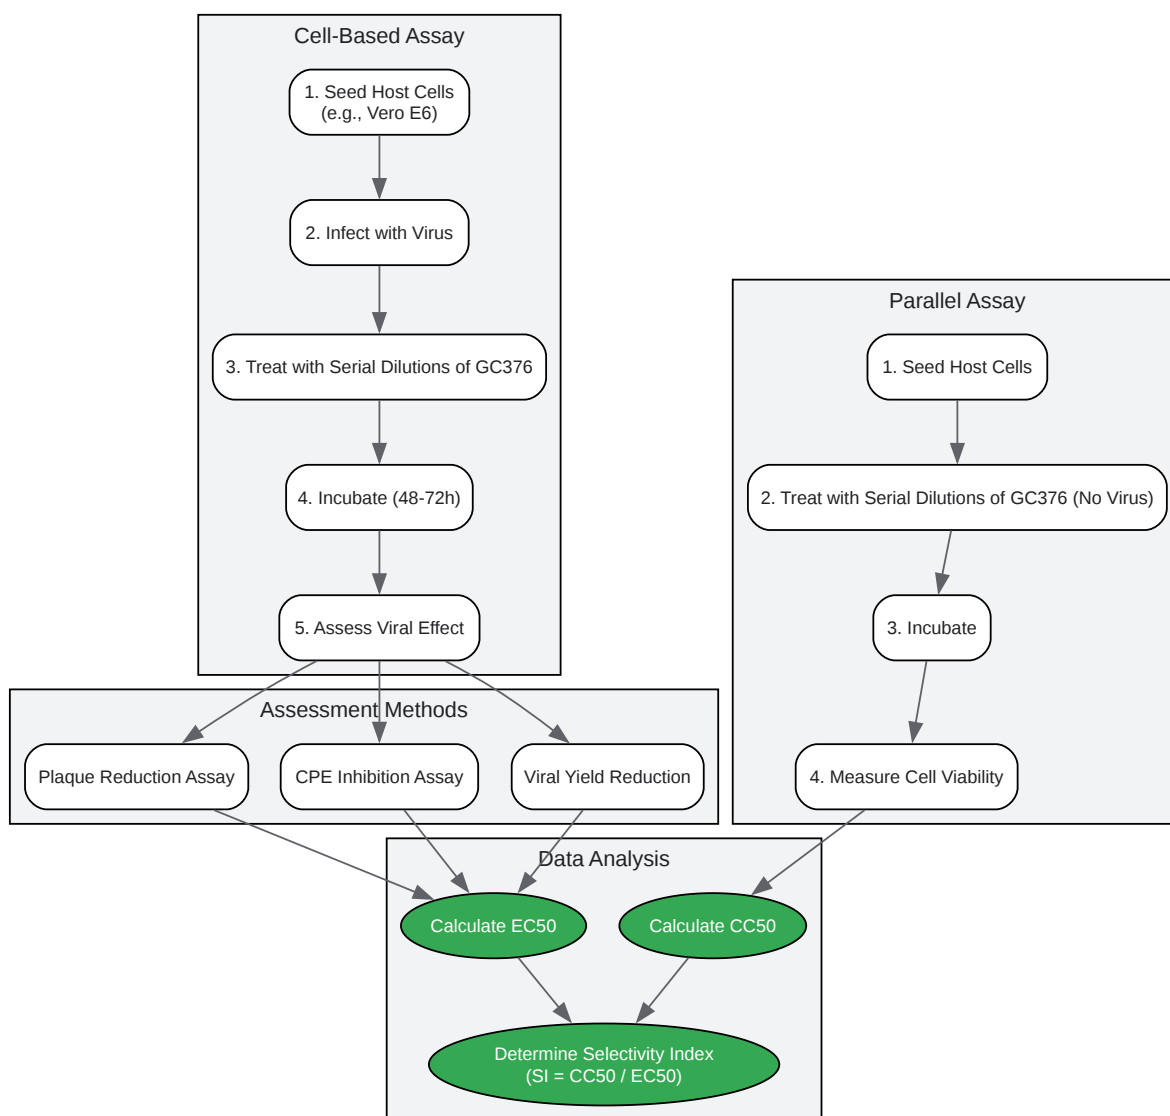 Cell-Based Assay
1. Seed Host Cells
(e.g., Vero E6)
2. Infect with Virus
3. Treat with Serial Dilutions of GC376
4. Incubate (48-72h)
5. Assess Viral Effect
Assessment Methods
Plaque Reduction Assay
CPE Inhibition Assay
Viral Yield Reduction
Parallel Assay
1. Seed Host Cells
2. Treat with Serial Dilutions of GC376 (No Virus)
3. Incubate
4. Measure Cell Viability
Data Analysis
Calculate EC50
Calculate CC50
Determine Selectivity Index
(SI = CC50 / EC50)